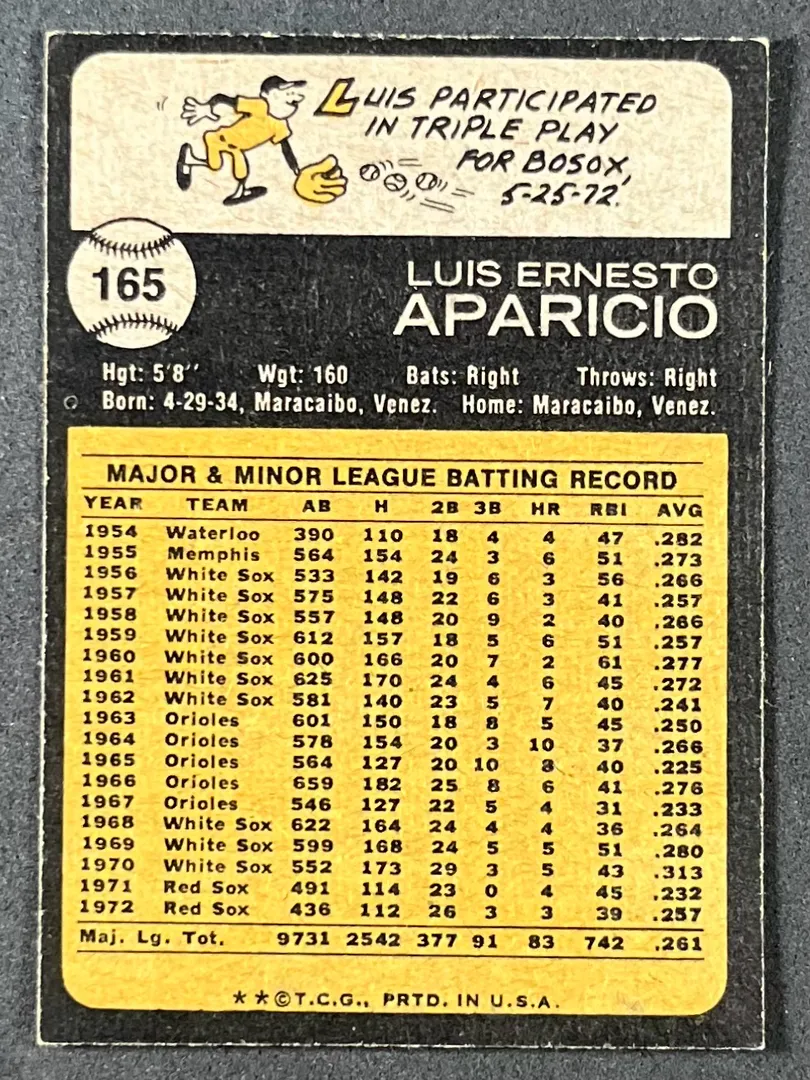 LUIS PARTICIPATED
IN TRIPLE PLAY
FOR BOSOX,
5-25-72.
165
LUIS ERNESTO
APARICIO
Hgt: 5'8'' Wgt: 160 Bats: Right Throws: Right
Born: 4-29-34, Maracaibo, Venez. Home: Maracaibo, Venez.
MAJOR & MINOR LEAGUE BATTING RECORD
YEAR TEAM AB H 2B 3B HR RBI AVG
1954 Waterloo 390 110 18 4 4 47 .282
1955 Memphis 564 154 24 3 6 51 .273
1956 White Sox 533 142 19 6 3 56 .266
1957 White Sox 575 148 22 6 3 41 .257
1958 White Sox 557 148 20 9 2 40 .266
1959 White Sox 612 157 18 5 6 51 .257
1960 White Sox 600 166 20 7 2 61 .277
1961 White Sox 625 170 24 4 6 45 .272
1962 White Sox 581 140 23 5 7 40 .241
1963 Orioles 601 150 18 8 5 45 .250
1964 Orioles 578 154 20 3 10 37 .266
1965 Orioles 564 127 20 10 8 40 .225
1966 Orioles 659 182 25 8 6 41 .276
1967 Orioles 546 127 22 5 4 31 .233
1968 White Sox 622 164 24 4 4 36 .264
1969 White Sox 599 168 24 5 5 51 .280
1970 White Sox 552 173 29 3 5 43 .313
1971 Red Sox 491 114 23 0 4 45 .232
1972 Red Sox 436 112 26 3 3 39 .257
Maj. Lg. Tot. 9731 2542 377 91 83 742 .261
**©T.C.G., PRTD. IN U.S.A.